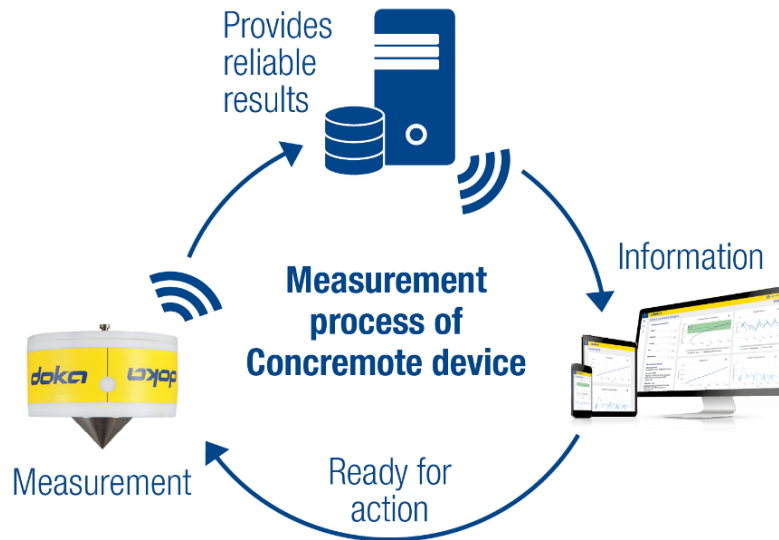 Provides
reliable
results
Information
Measurement
process of
Concremote device
doka
doka
Measurement
Ready for
action